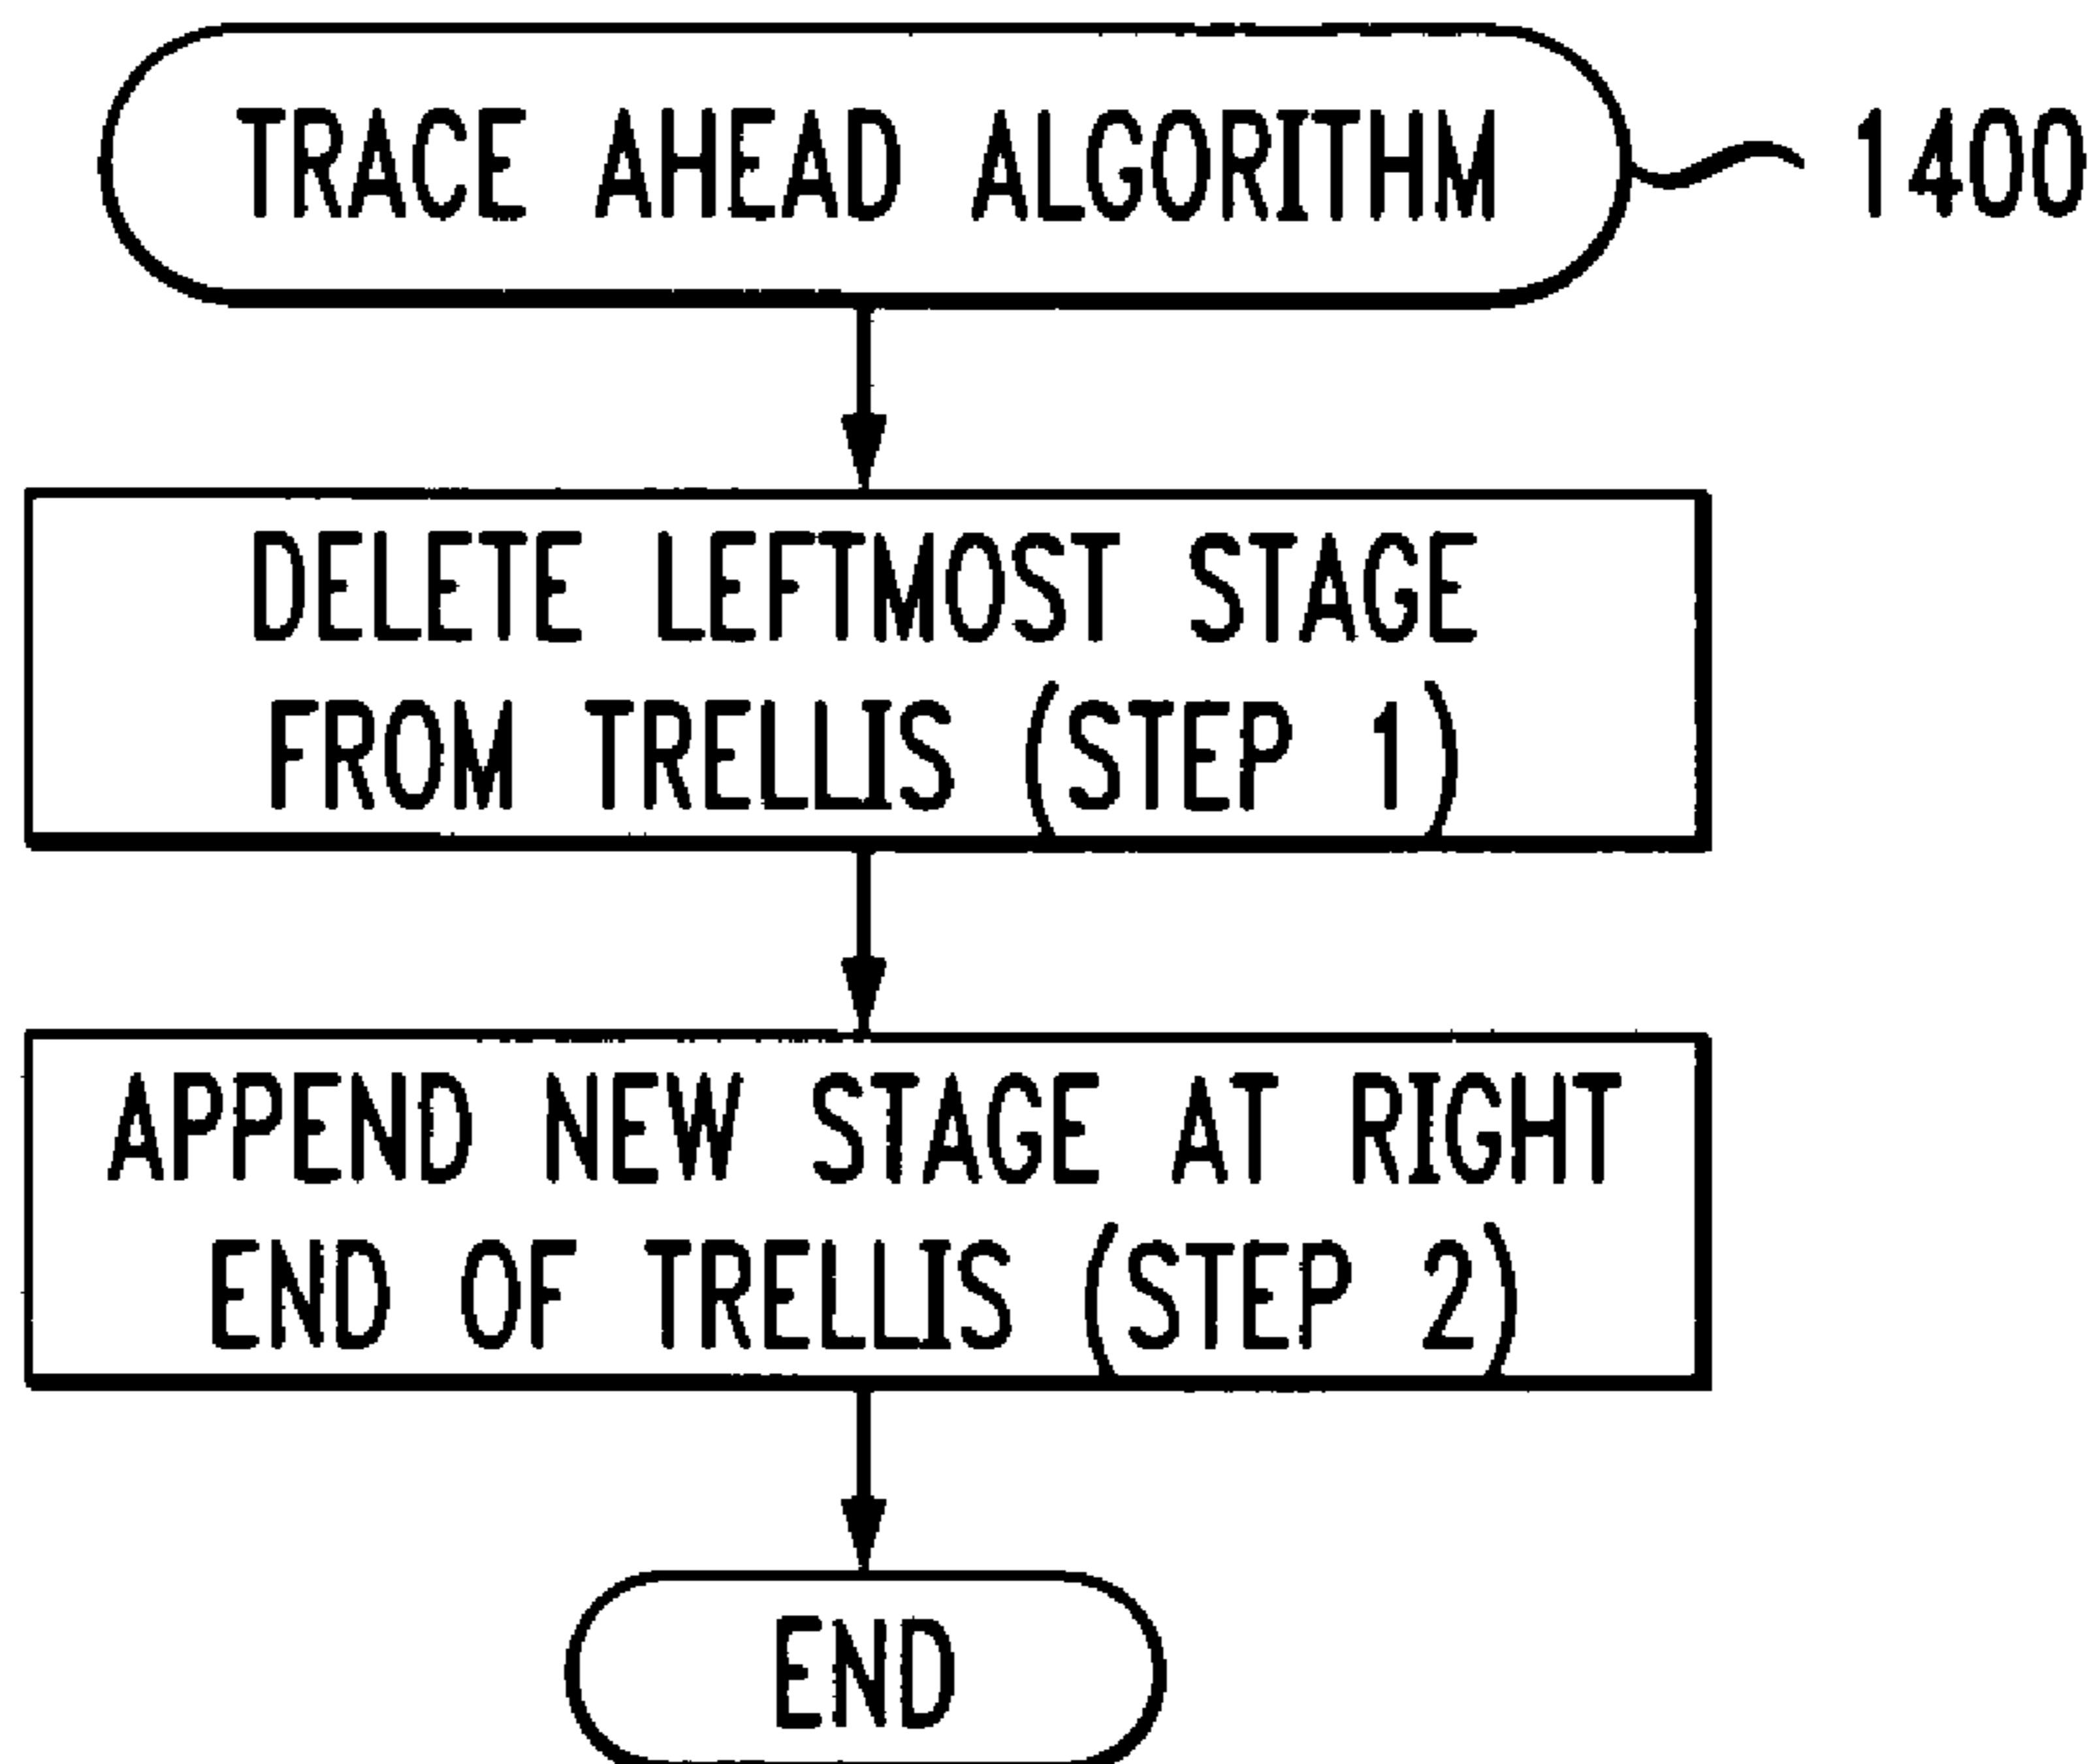 TRACE AHEAD ALGORITHM
1400
DELETE LEFTMOST STAGE
FROM TRELLIS (STEP 1)
APPEND NEW STAGE AT RIGHT
END OF TRELLIS (STEP 2)
END